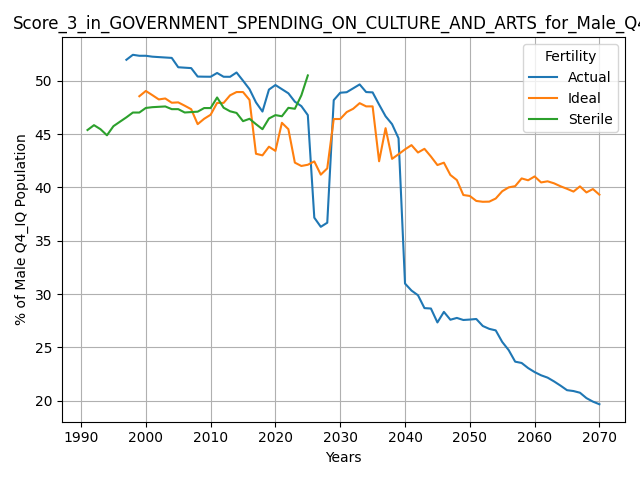 Score_3_in_GOVERNMENT_SPENDING_ON_CULTURE_AND_ARTS_for_Male_Q4
Fertility
Actual
Ideal
Sterile
% of Male Q4_IQ Population
50
45
40
35
30
25
20
1990 2000 2010 2020 2030 2040 2050 2060 2070
Years